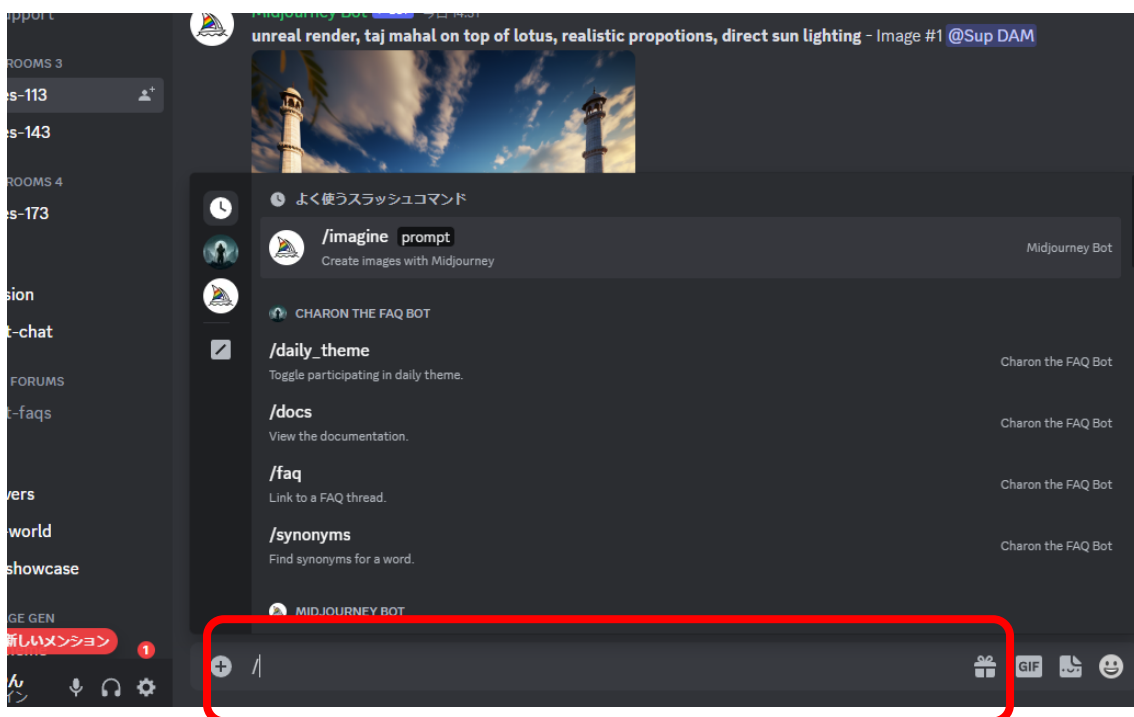 support
ROOMS 3
es-113
es-143
ROOMS 4
es-173
sion
t-chat
FORUMS
t-faqs
vers
-world
showcase
GE GEN
新しいメンション
1
ん
イン
Midjourney Bot
unreal render, taj mahal on top of lotus, realistic propotions, direct sun lighting - Image #1 @Sup DAM
よく使うスラッシュコマンド
/imagine prompt
Create images with Midjourney
Midjourney Bot
CHARON THE FAQ BOT
/daily_theme
Toggle participating in daily theme.
Charon the FAQ Bot
/docs
View the documentation.
Charon the FAQ Bot
/faq
Link to a FAQ thread.
Charon the FAQ Bot
/synonyms
Find synonyms for a word.
Charon the FAQ Bot
MIDJOURNEY BOT
/
GIF